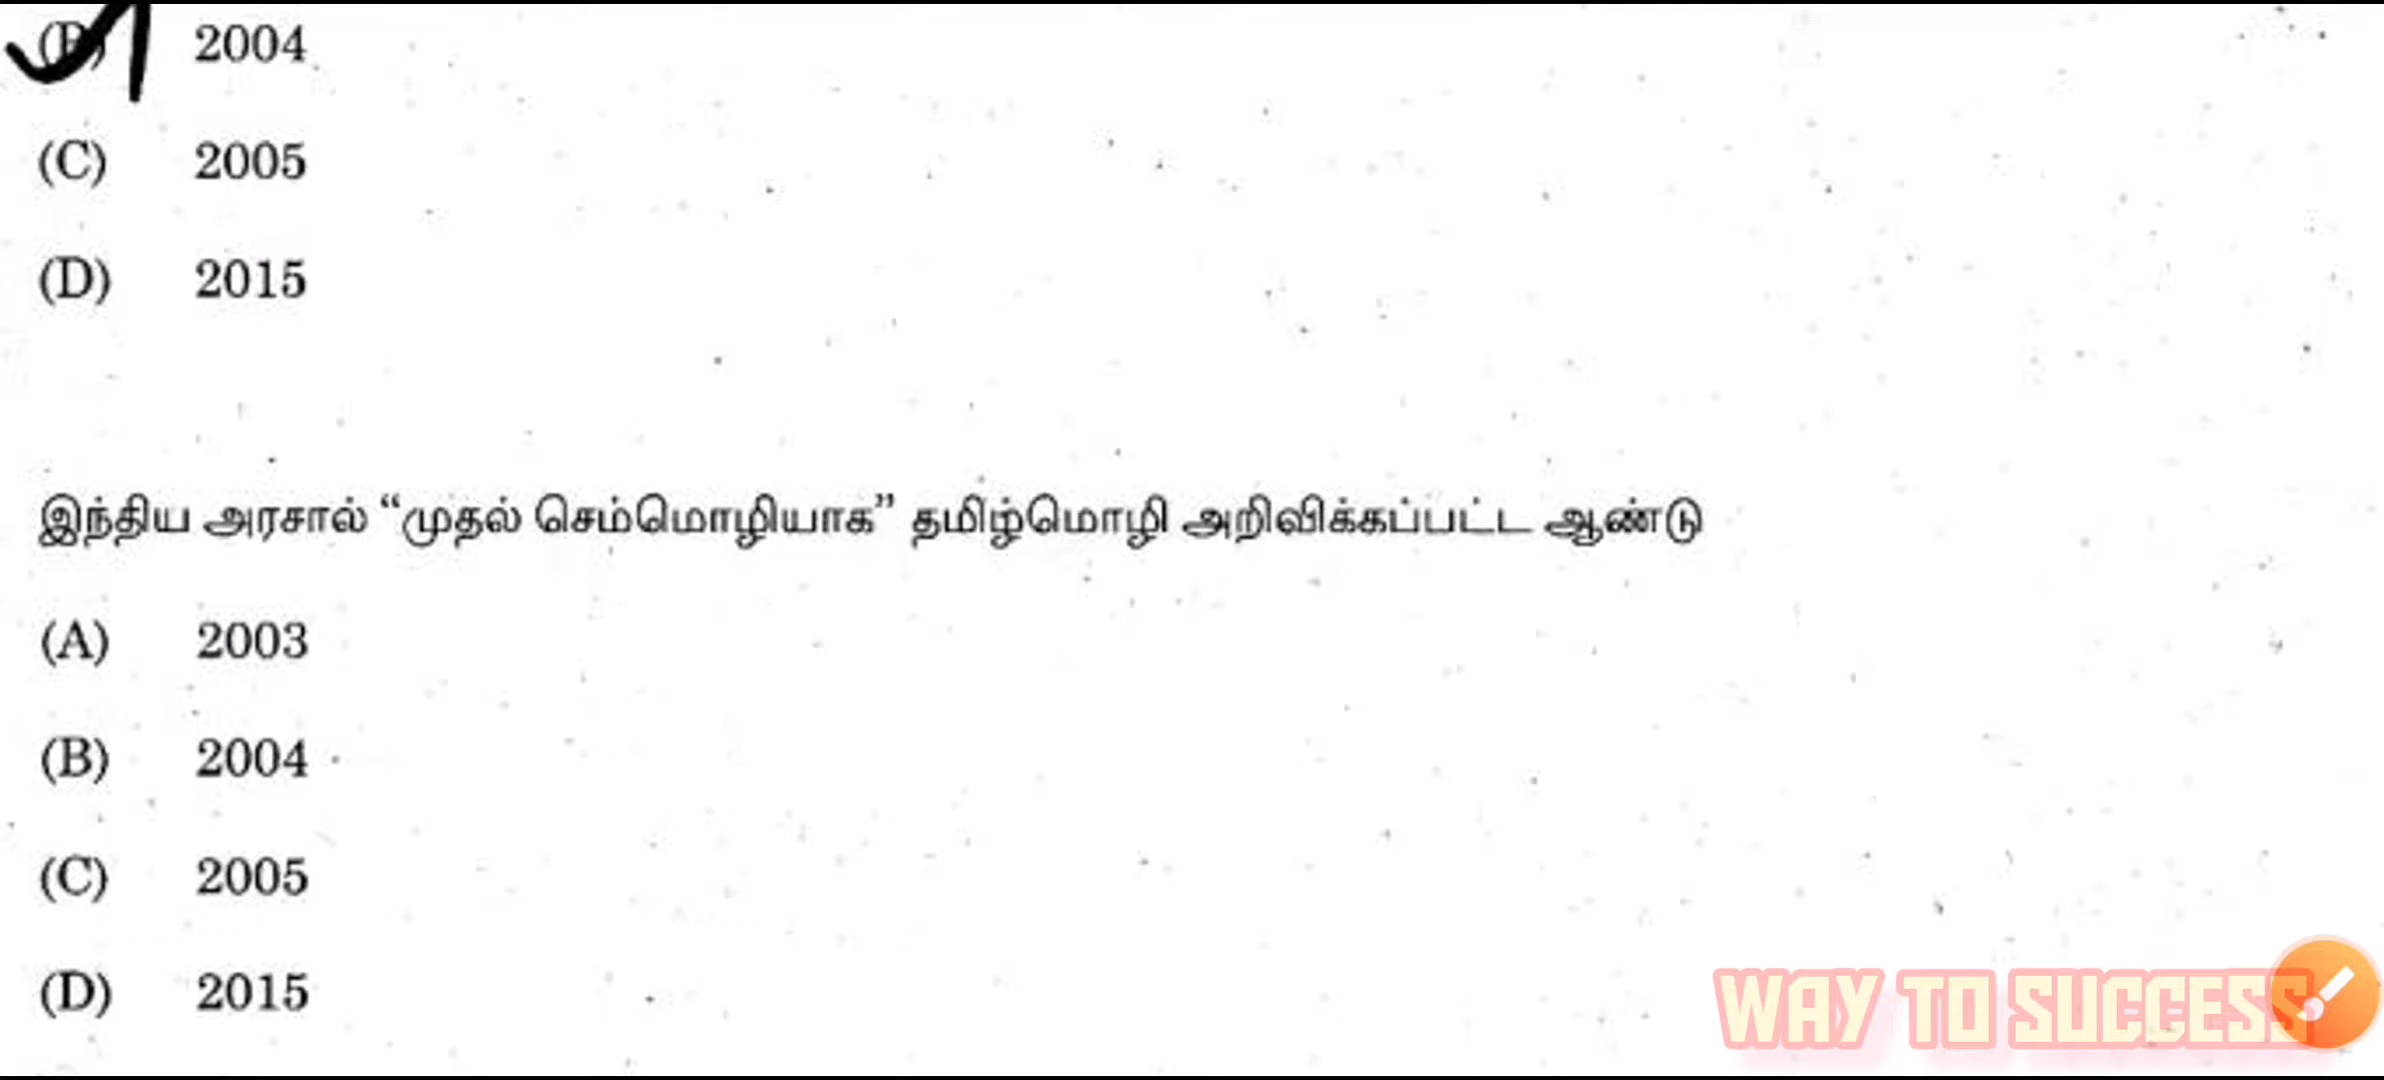 (B) 2004
(C) 2005
(D) 2015
இந்திய அரசால் “முதல் செம்மொழியாக” தமிழ்மொழி அறிவிக்கப்பட்ட ஆண்டு
(A) 2003
(B) 2004
(C) 2005
(D) 2015
WAY TO SUCCESS